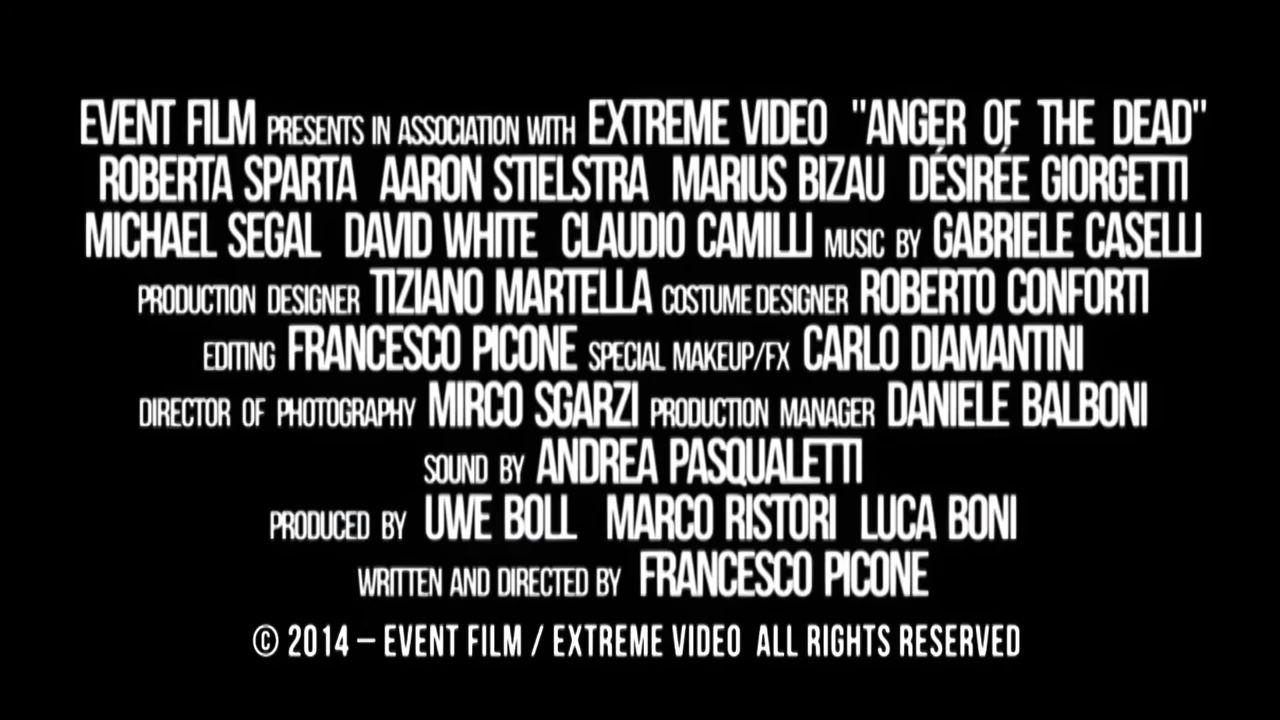 EVENT FILM PRESENTS IN ASSOCIATION WITH EXTREME VIDEO "ANGER OF THE DEAD"
ROBERTA SPARTA AARON STIELSTRA MARIUS BIZAU DÉSIRÉE GIORGETTI
MICHAEL SEGAL DAVID WHITE CLAUDIO CAMILLI MUSIC BY GABRIELE CASELLI
PRODUCTION DESIGNER TIZIANO MARTELLA COSTUME DESIGNER ROBERTO CONFORTI
EDITING FRANCESCO PICONE SPECIAL MAKEUP/FX CARLO DIAMANTINI
DIRECTOR OF PHOTOGRAPHY MIRCO SGARZI PRODUCTION MANAGER DANIELE BALBONI
SOUND BY ANDREA PASQUALETTI
PRODUCED BY UWE BOLL MARCO RISTORI LUCA BONI
WRITTEN AND DIRECTED BY FRANCESCO PICONE
© 2014 – EVENT FILM / EXTREME VIDEO ALL RIGHTS RESERVED